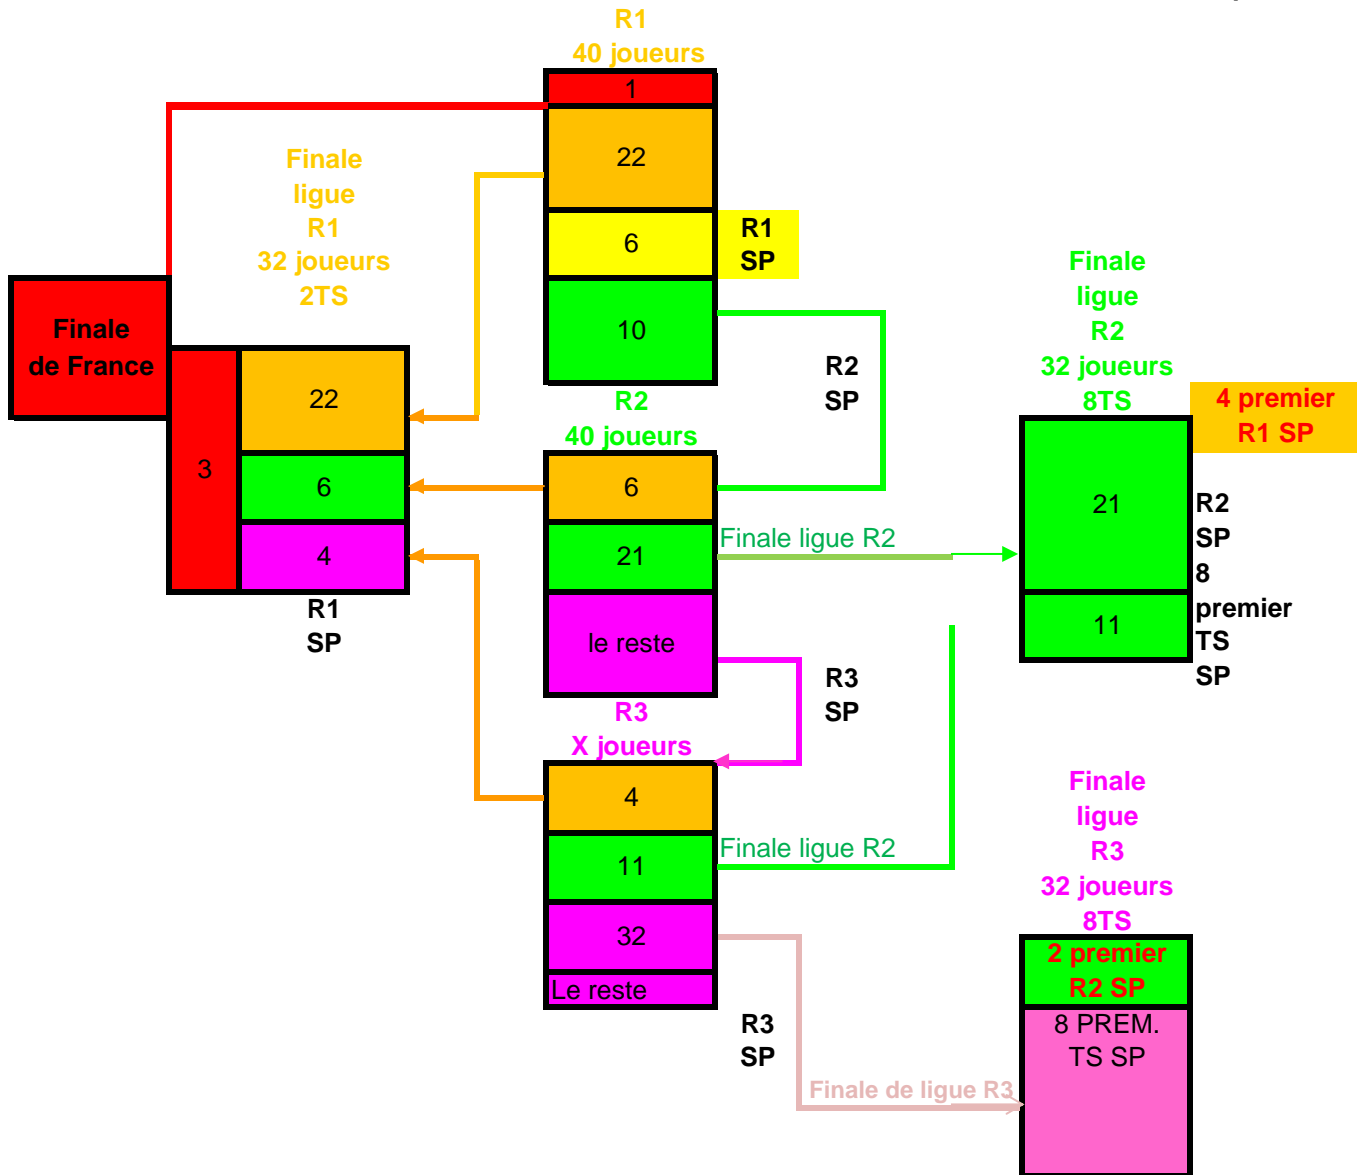 R1
40 joueurs
1
22
6
10
R1
SP
Finale
ligue
R1
32 joueurs
2TS
Finale
de France
3
22
6
4
R1
SP
R2
SP
R2
40 joueurs
6
21
le reste
Finale ligue R2
R3
SP
R3
X joueurs
4
11
32
Le reste
Finale ligue R2
R3
SP
Finale de ligue R3
Finale
ligue
R2
32 joueurs
8TS
4 premier
R1 SP
21
11
R2
SP
8
premier
TS
SP
Finale
ligue
R3
32 joueurs
8TS
2 premier
R2 SP
8 PREM.
TS SP